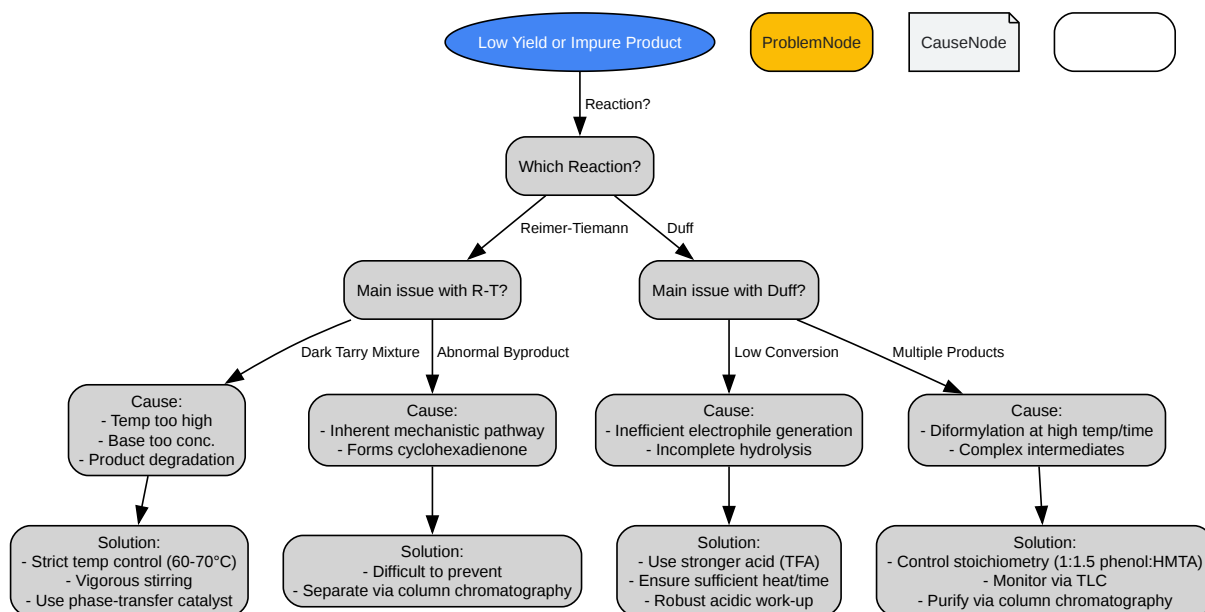 Low Yield or Impure Product
ProblemNode
CauseNode
Reaction?
Which Reaction?
Reimer-Tiemann
Duff
Main issue with R-T?
Main issue with Duff?
Dark Tarry Mixture
Abnormal Byproduct
Low Conversion
Multiple Products
Cause:
- Temp too high
- Base too conc.
- Product degradation
Cause:
- Inherent mechanistic pathway
- Forms cyclohexadienone
Cause:
- Inefficient electrophile generation
- Incomplete hydrolysis
Cause:
- Diformylation at high temp/time
- Complex intermediates
Solution:
- Strict temp control (60-70°C)
- Vigorous stirring
- Use phase-transfer catalyst
Solution:
- Difficult to prevent
- Separate via column chromatography
Solution:
- Use stronger acid (TFA)
- Ensure sufficient heat/time
- Robust acidic work-up
Solution:
- Control stoichiometry (1:1.5 phenol:HMTA)
- Monitor via TLC
- Purify via column chromatography